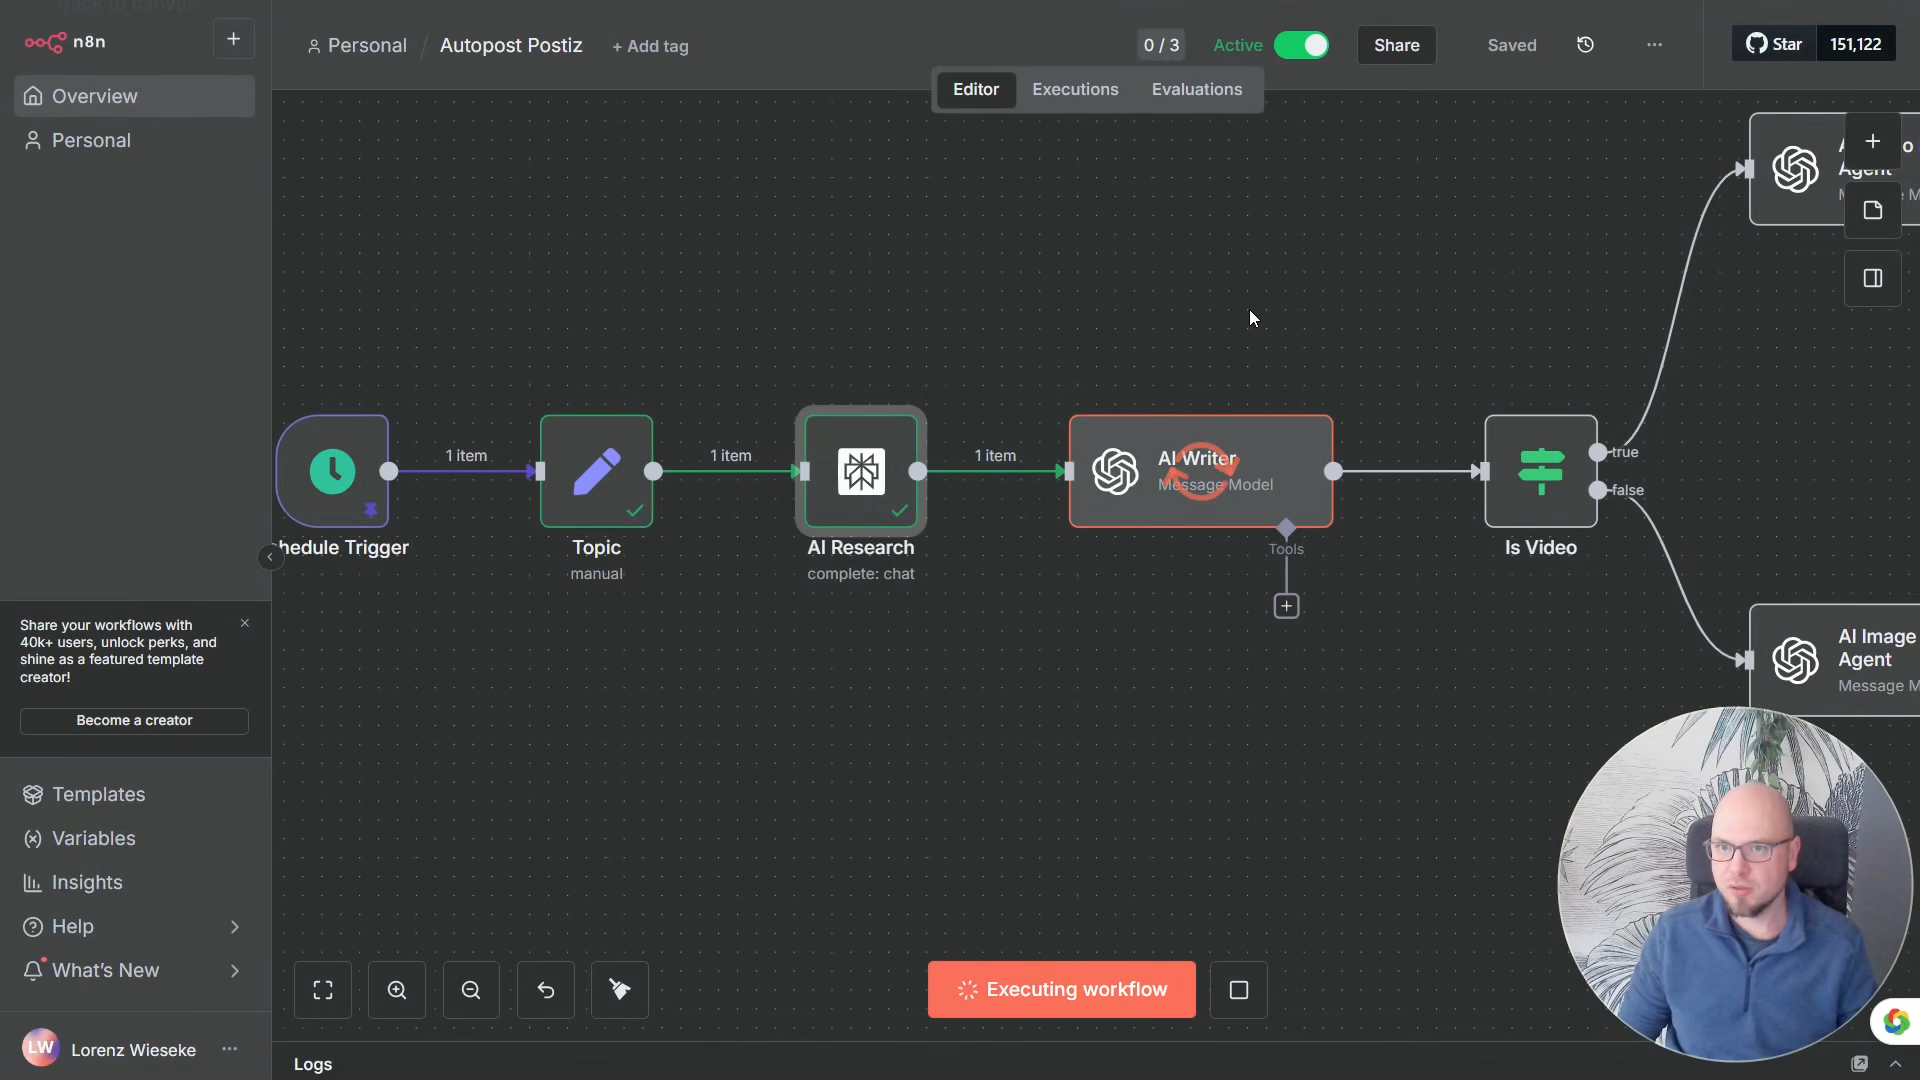 n8n
Overview
Personal
Share your workflows with
40k+ users, unlock perks, and
shine as a featured template
creator!
Become a creator
Templates
Variables
Insights
Help
What's New
LW
Lorenz Wieseke
Personal / Autopost Postiz + Add tag
0 / 3
Active
Share
Saved
Star 151,122
Editor
Executions
Evaluations
1 item
1 item
1 item
AI Writer
Message Model
Tools
true
false
hedule Trigger
Topic
manual
AI Research
complete: chat
Is Video
Agent
AI Image
Agent
Message M
Executing workflow
Logs